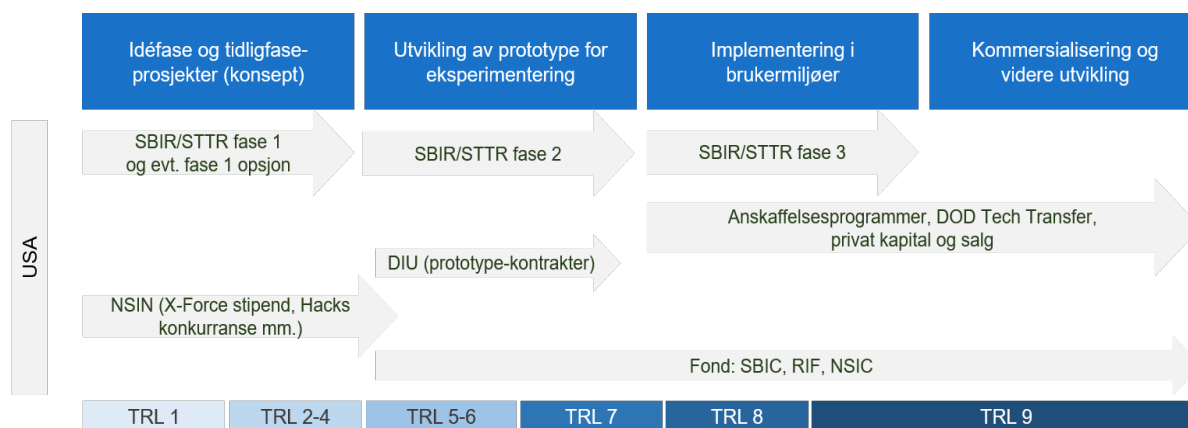 Idéfase og tidligfase-
prosjekter (konsept)
Utvikling av prototype for
eksperimentering
Implementering i
brukermiljøer
Kommersialisering og
videre utvikling
USA
SBIR/STTR fase 1
og evt. fase 1 opsjon
SBIR/STTR fase 2
SBIR/STTR fase 3
Anskaffelsesprogrammer, DOD Tech Transfer,
privat kapital og salg
DIU (prototype-kontrakter)
NSIN (X-Force stipend, Hacks
konkurranse mm.)
Fond: SBIC, RIF, NSIC
TRL 1
TRL 2-4
TRL 5-6
TRL 7
TRL 8
TRL 9